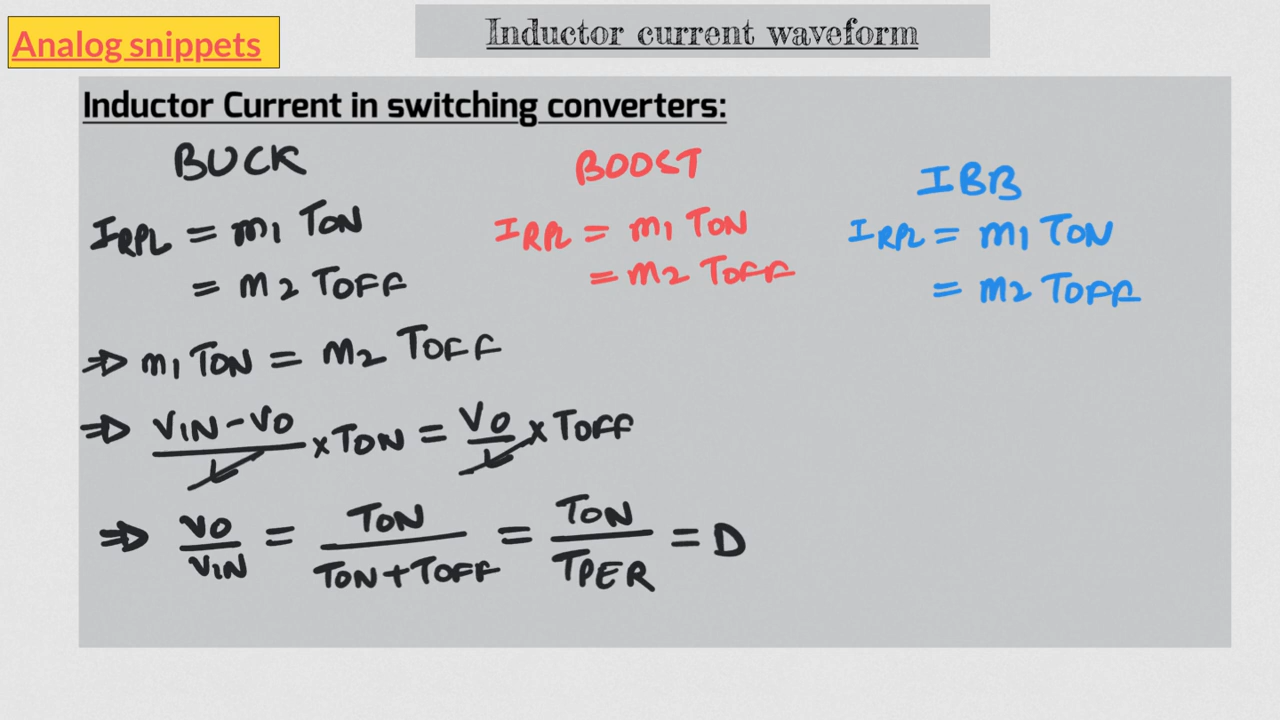 Analog snippets
Inductor current waveform
Inductor Current in switching converters:
BUCK
IRPL = m1 TON
= m2 TOFF
⇒ m1 TON = m2 TOFF
⇒ (VIN - VO)/L × TON = VO/L × TOFF
⇒ VO/VIN = TON/(TON + TOFF) = TON/TPER = D
BOOST
IRPL = m1 TON
= m2 TOFF
IBB
IRPL = m1 TON
= m2 TOFF